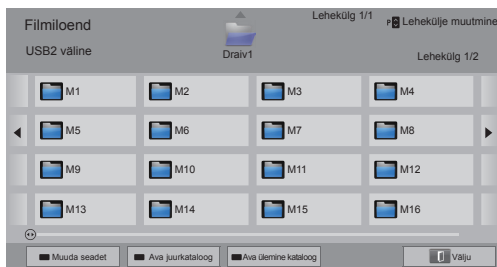 Filmiloend
Lehekülg 1/1
P Lehekülje muutmine
USB2 väline
Draiv1
Lehekülg 1/2
M1
M2
M3
M4
M5
M6
M7
M8
M9
M10
M11
M12
M13
M14
M15
M16
Muuda seadet
Ava juurkataloog
Ava ülemine kataloog
Välju